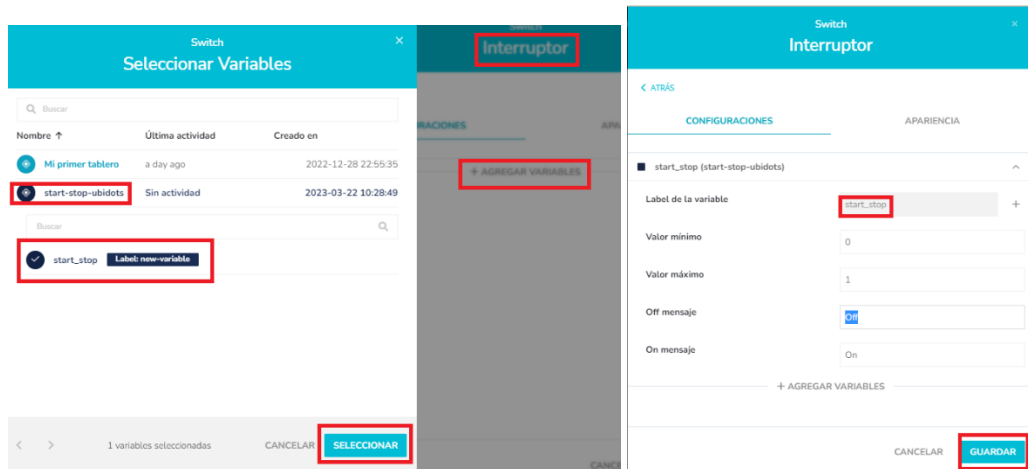 Switch
Seleccionar Variables
Buscar
Nombre ↑ Última actividad Creado en
Mi primer tablero a day ago 2022-12-28 22:55:35
start-stop-ubidots Sin actividad 2023-03-22 10:28:49
Buscar
start_stop Label: new-variable
1 variables seleccionadas CANCELAR SELECCIONAR
Switch
Interruptor
RACIONES APA
+ AGREGAR VARIABLES
CANCE
Switch
Interruptor
< ATRÁS
CONFIGURACIONES APARIENCIA
start_stop (start-stop-ubidots)
Label de la variable start_stop +
Valor mínimo 0
Valor máximo 1
Off mensaje Off
On mensaje On
+ AGREGAR VARIABLES
CANCELAR GUARDAR